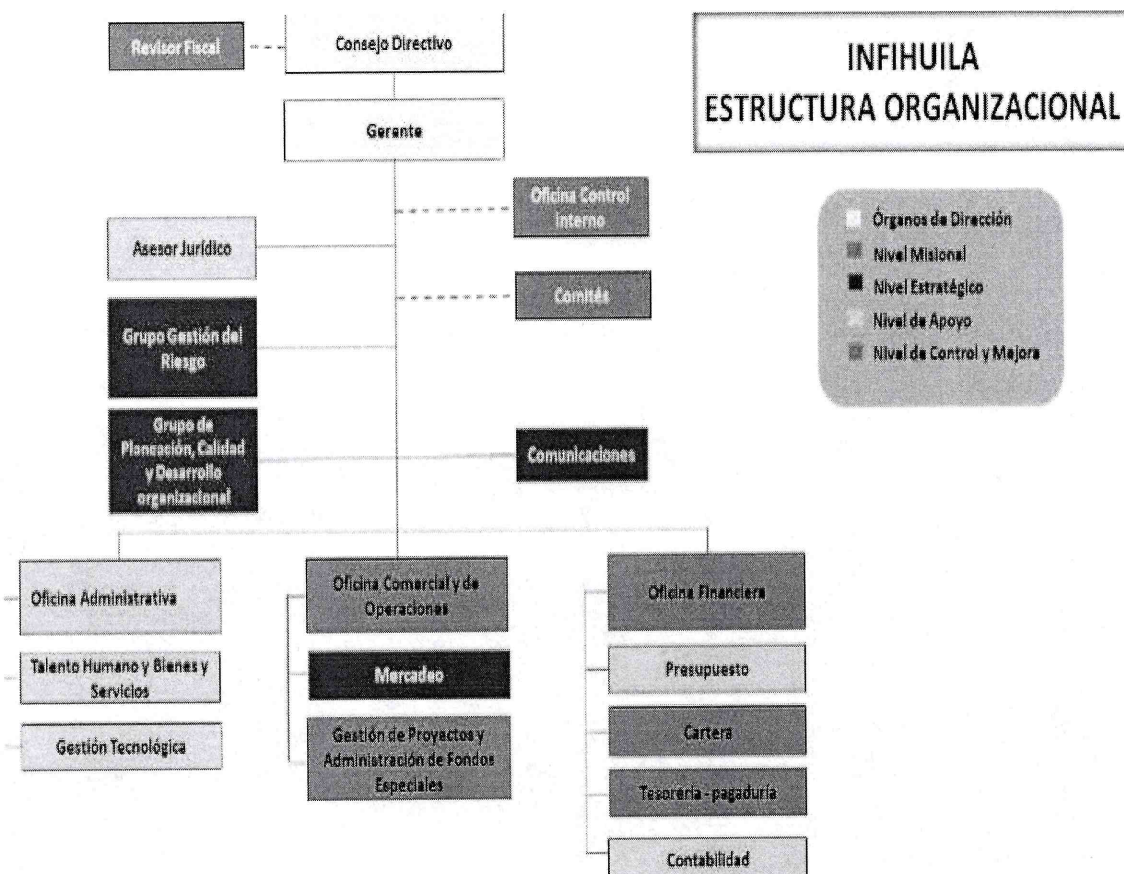 Revisor Fiscal
Consejo Directivo
INFIHUILA
ESTRUCTURA ORGANIZACIONAL
Gerente
Oficina Control
Interno
Asesor Jurídico
Comités
Órganos de Dirección
Nivel Misional
Nivel Estratégico
Nivel de Apoyo
Nivel de Control y Mejora
Grupo Gestión del
Riesgo
Grupo de
Planeación, Calidad
y Desarrollo
organizacional
Comunicaciones
Oficina Administrativa
Talento Humano y Bienes y
Servicios
Gestión Tecnológica
Oficina Comercial y de
Operaciones
Mercadeo
Gestión de Proyectos y
Administración de Fondos
Especiales
Oficina Financiera
Presupuesto
Cartera
Tesorería - pagaduría
Contabilidad